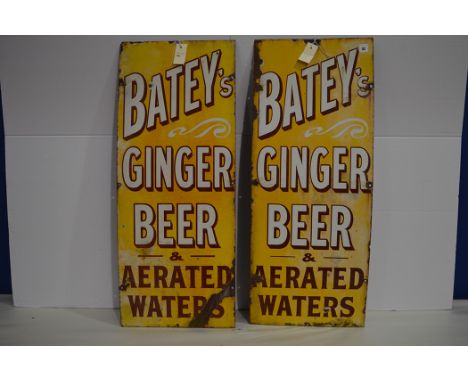 BATEY'S
GINGER
BEER
&
AERATED
WATERS
BATEY'S
GINGER
BEER
&
AERATED
WATERS